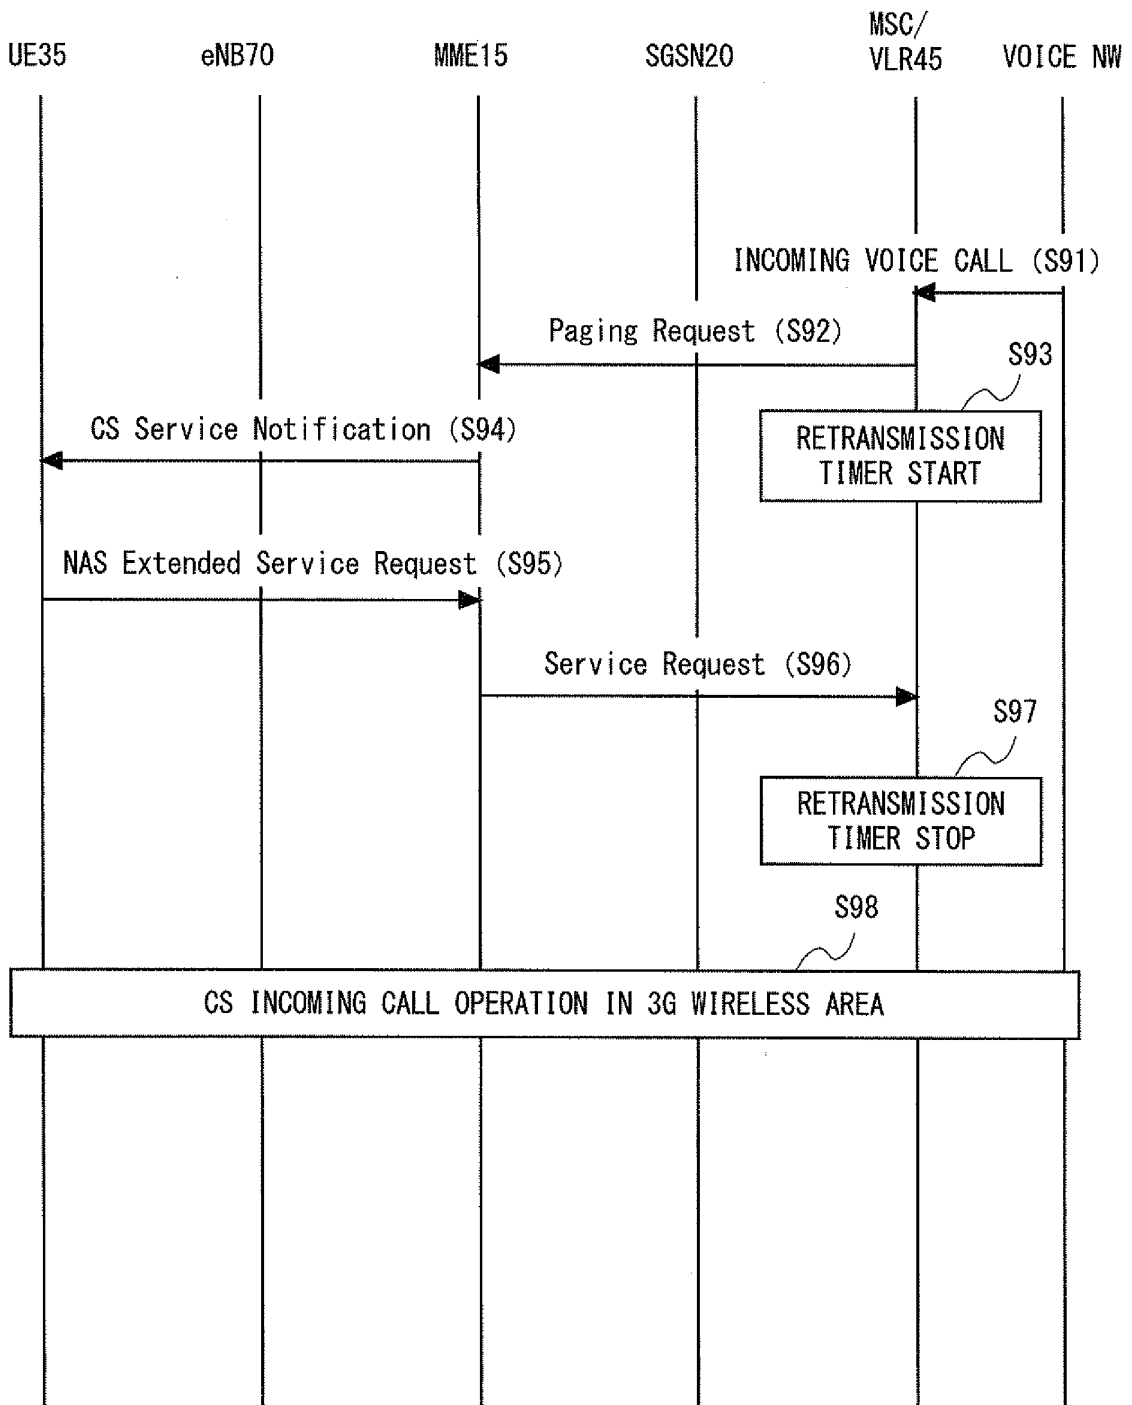 UE35 eNB70 MME15 SGSN20 MSC/ VOICE NW
VLR45
INCOMING VOICE CALL (S91)
Paging Request (S92)
S93
RETRANSMISSION
TIMER START
CS Service Notification (S94)
NAS Extended Service Request (S95)
Service Request (S96)
S97
RETRANSMISSION
TIMER STOP
S98
CS INCOMING CALL OPERATION IN 3G WIRELESS AREA